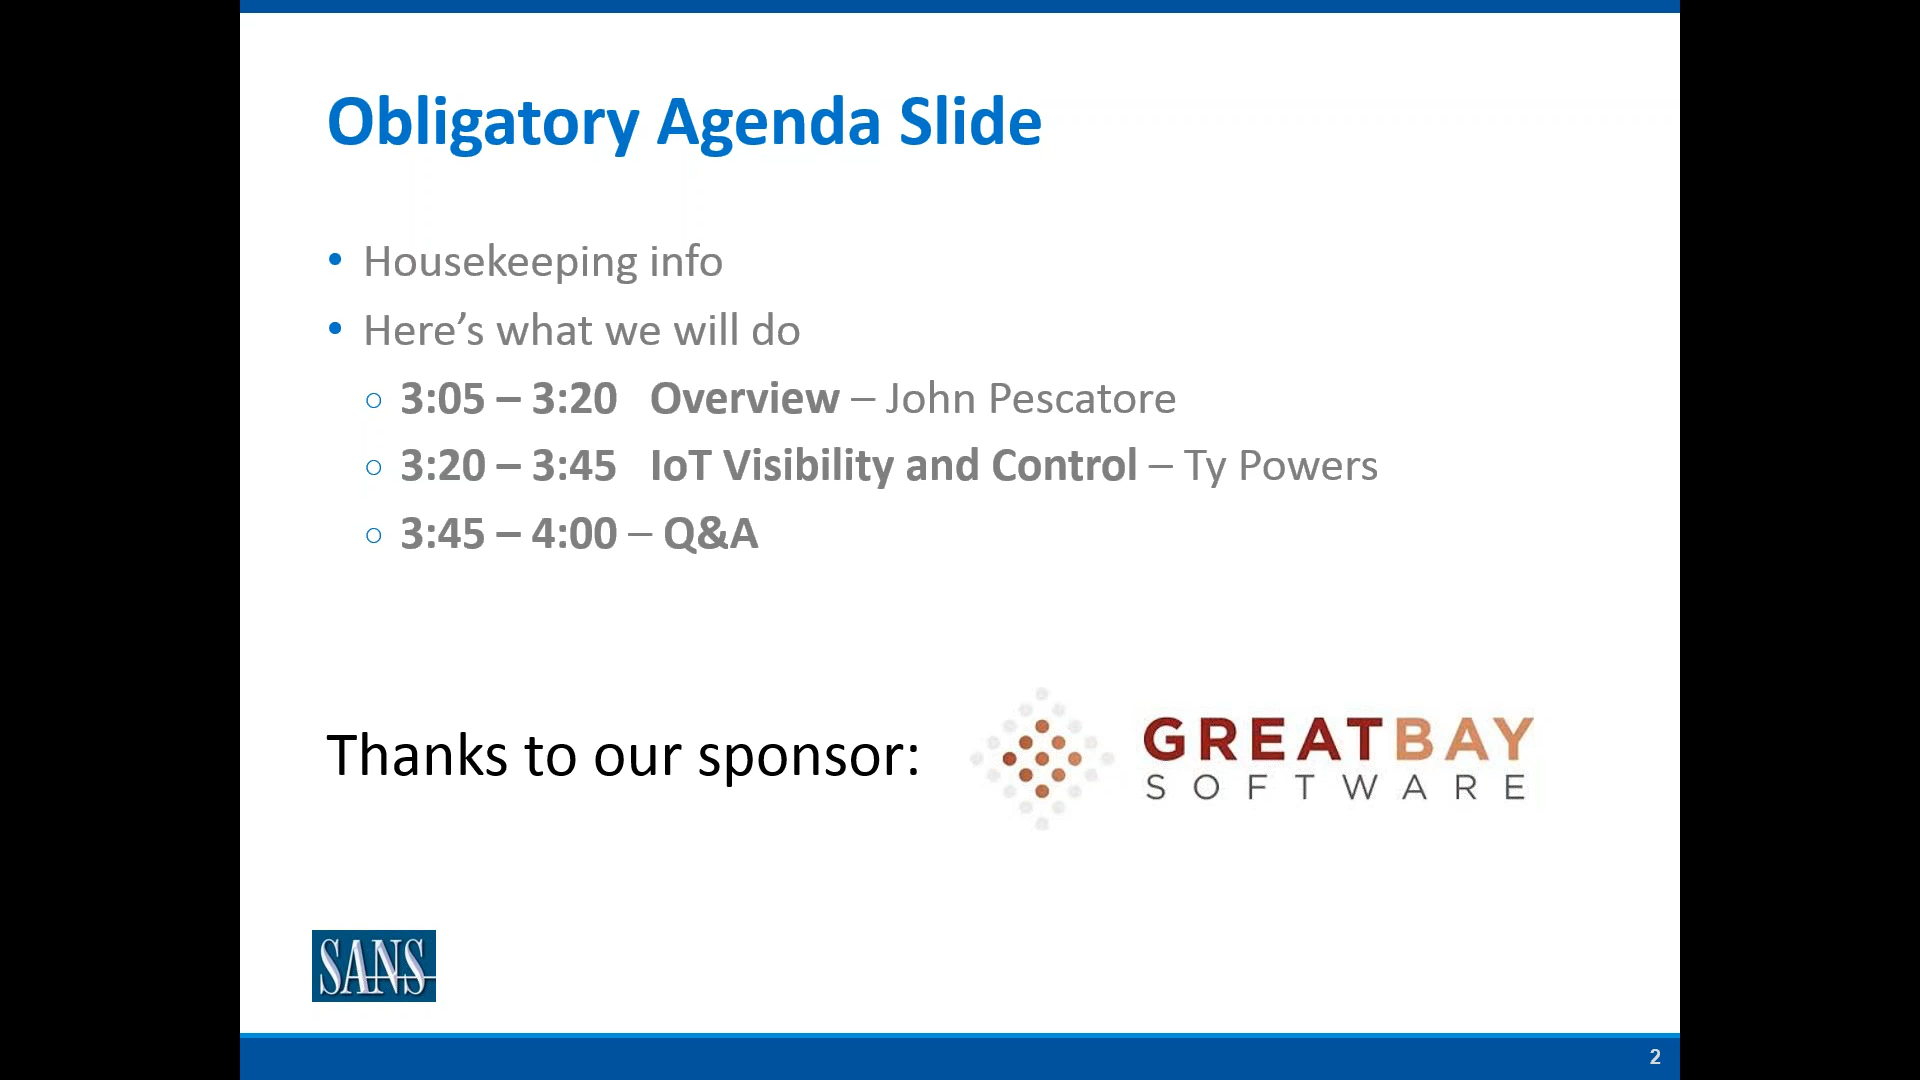 Obligatory Agenda Slide
• Housekeeping info
• Here’s what we will do
○ 3:05 – 3:20 Overview – John Pescatore
○ 3:20 – 3:45 IoT Visibility and Control – Ty Powers
○ 3:45 – 4:00 – Q&A
Thanks to our sponsor:
GREATBAY
SOFTWARE
SANS
2